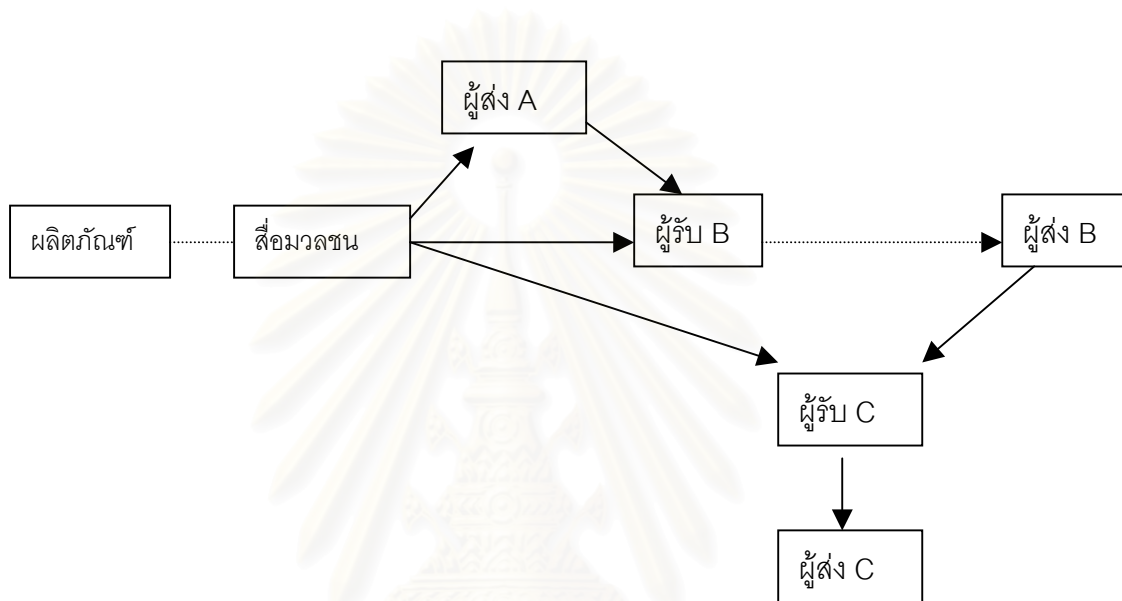 ผู้ส่ง A
ผลิตภัณฑ์
สื่อมวลชน
ผู้รับ B
ผู้ส่ง B
ผู้รับ C
ผู้ส่ง C